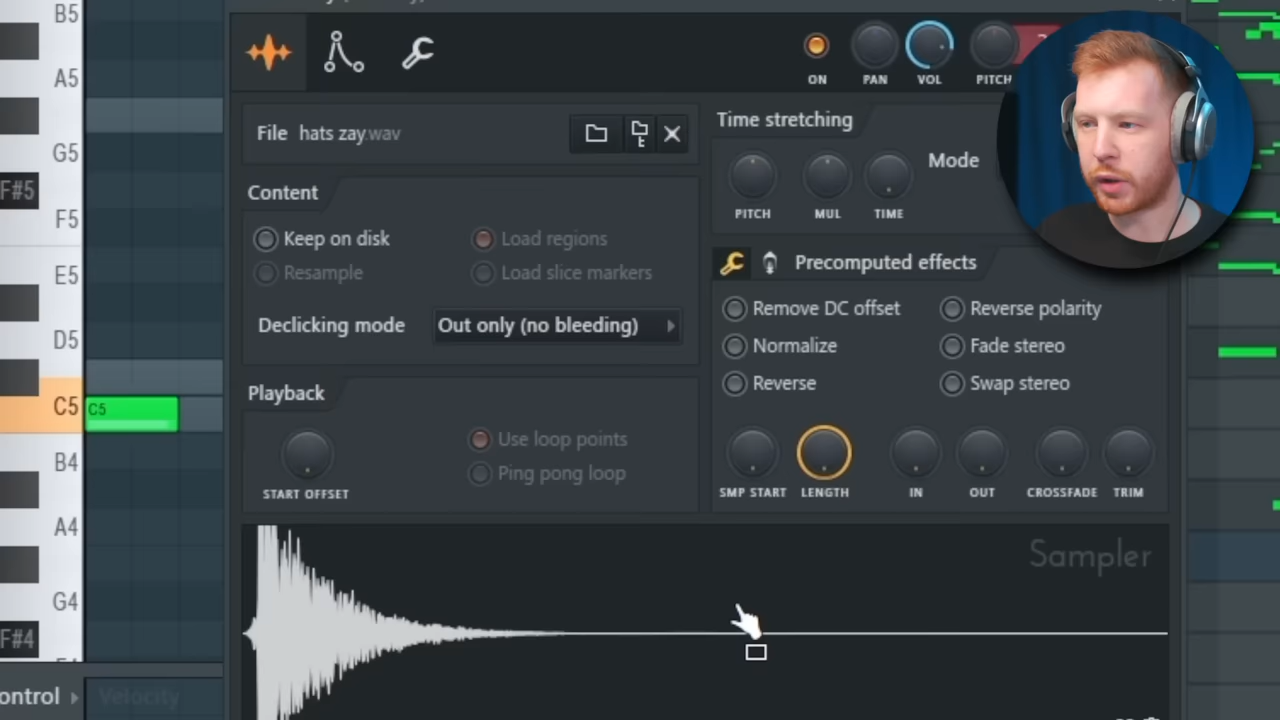 B5
A5
G5
F#5
F5
E5
D5
C5
C5
B4
A4
G4
F#4
ontrol
Velocity
ON
PAN
VOL
PITCH
File hats zay.wav
Content
Keep on disk
Load regions
Resample
Load slice markers
Declicking mode
Out only (no bleeding)
Playback
Use loop points
Ping pong loop
START OFFSET
Time stretching
Mode
PITCH
MUL
TIME
Precomputed effects
Remove DC offset
Reverse polarity
Normalize
Fade stereo
Reverse
Swap stereo
SMP START
LENGTH
IN
OUT
CROSSFADE
TRIM
Sampler